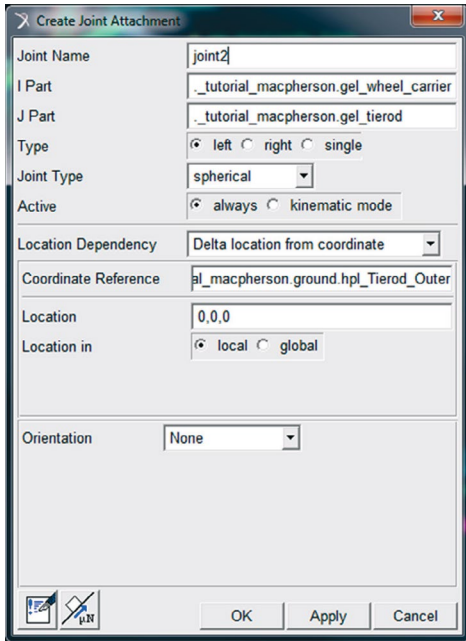 Create Joint Attachment
Joint Name joint2
I Part ._tutorial_macpherson.gel_wheel_carrier
J Part ._tutorial_macpherson.gel_tierod
Type left right single
Joint Type spherical
Active always kinematic mode
Location Dependency Delta location from coordinate
Coordinate Reference al_macpherson.ground.hpl_Tierod_Outer
Location 0,0,0
Location in local global
Orientation None
μN
OK Apply Cancel